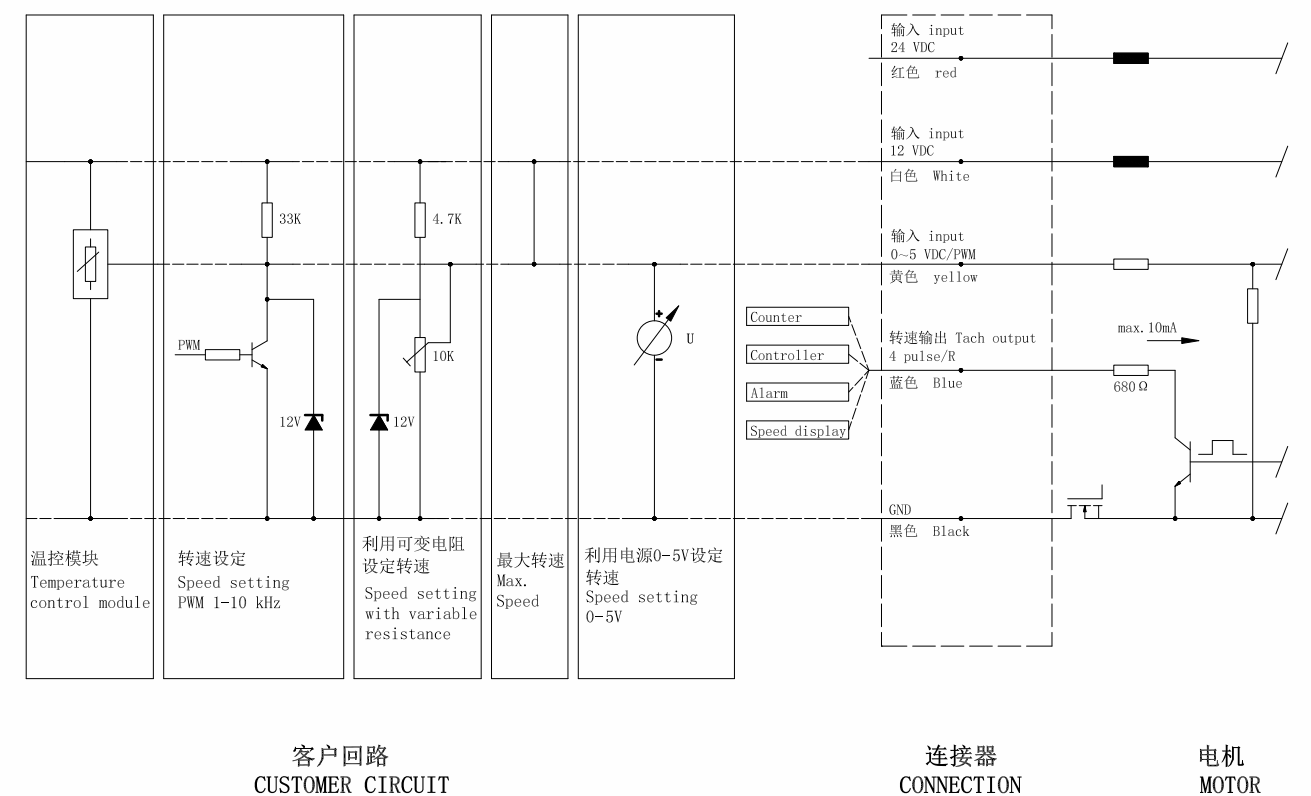 输入 input
24 VDC
红色 red
输入 input
12 VDC
白色 White
33K
4.7K
输入 input
0~5 VDC/PWM
黄色 yellow
Counter
Controller
Alarm
Speed display
转速输出 Tach output
4 pulse/R
蓝色 Blue
max. 10mA
680Ω
PWM
10K
U
+
-
12V
12V
GND
黑色 Black
温控模块
Temperature
control module
转速设定
Speed setting
PWM 1-10 kHz
利用可变电阻
设定转速
Speed setting
with variable
resistance
最大转速
Max.
Speed
利用电源0-5V设定
转速
Speed setting
0-5V
客户回路
CUSTOMER CIRCUIT
连接器
CONNECTION
电机
MOTOR